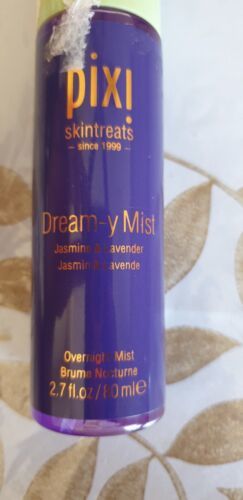 pixi
skintreats
– since 1999 –
Dream-y Mist
Jasmine & Lavender
Jasmin & Lavende
Overnight Mist
Brume Nocturne
2.7 fl.oz/80 ml e